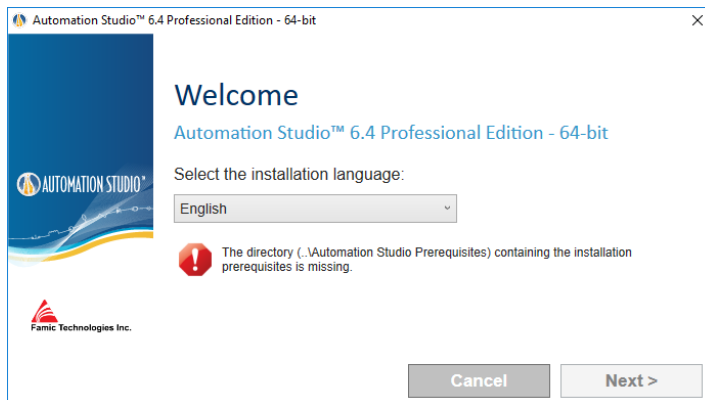 Automation Studio™ 6.4 Professional Edition - 64-bit
Welcome
Automation Studio™ 6.4 Professional Edition - 64-bit
Select the installation language:
AUTOMATION STUDIO®
English
The directory (..\Automation Studio Prerequisites) containing the installation
prerequisites is missing.
Famic Technologies Inc.
Cancel
Next >